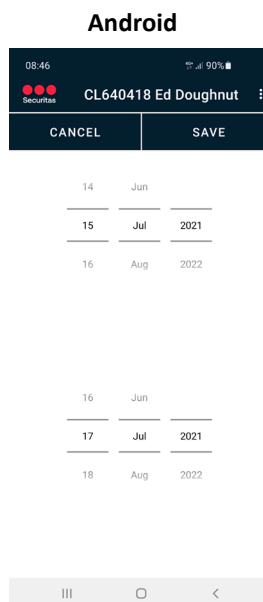 Android
08:46 90%
Securitas CL640418 Ed Doughnut
CANCEL SAVE
14 Jun
15 Jul 2021
16 Aug 2022
16 Jun
17 Jul 2021
18 Aug 2022